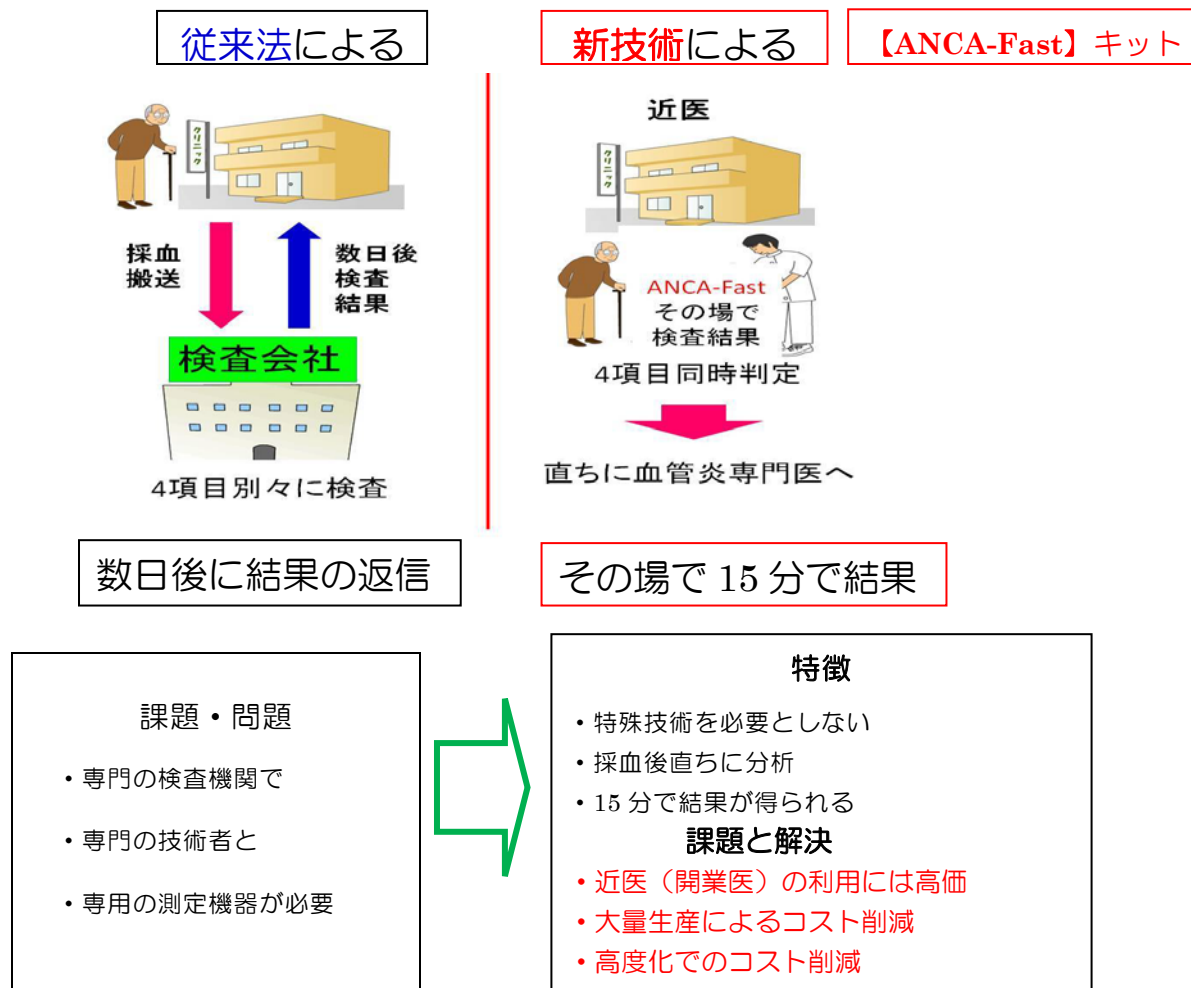 従来法による
新技術による
【ANCA-Fast】キット
クリニック
採血
搬送
数日後
検査
結果
検査会社
4項目別々に検査
近医
クリニック
ANCA-Fast
その場で
検査結果
4項目同時判定
直ちに血管炎専門医へ
数日後に結果の返信
その場で 15 分で結果
課題・問題
・専門の検査機関で
・専門の技術者と
・専用の測定機器が必要
特徴
・特殊技術を必要としない
・採血後直ちに分析
・15 分で結果が得られる
課題と解決
・近医（開業医）の利用には高価
・大量生産によるコスト削減
・高度化でのコスト削減